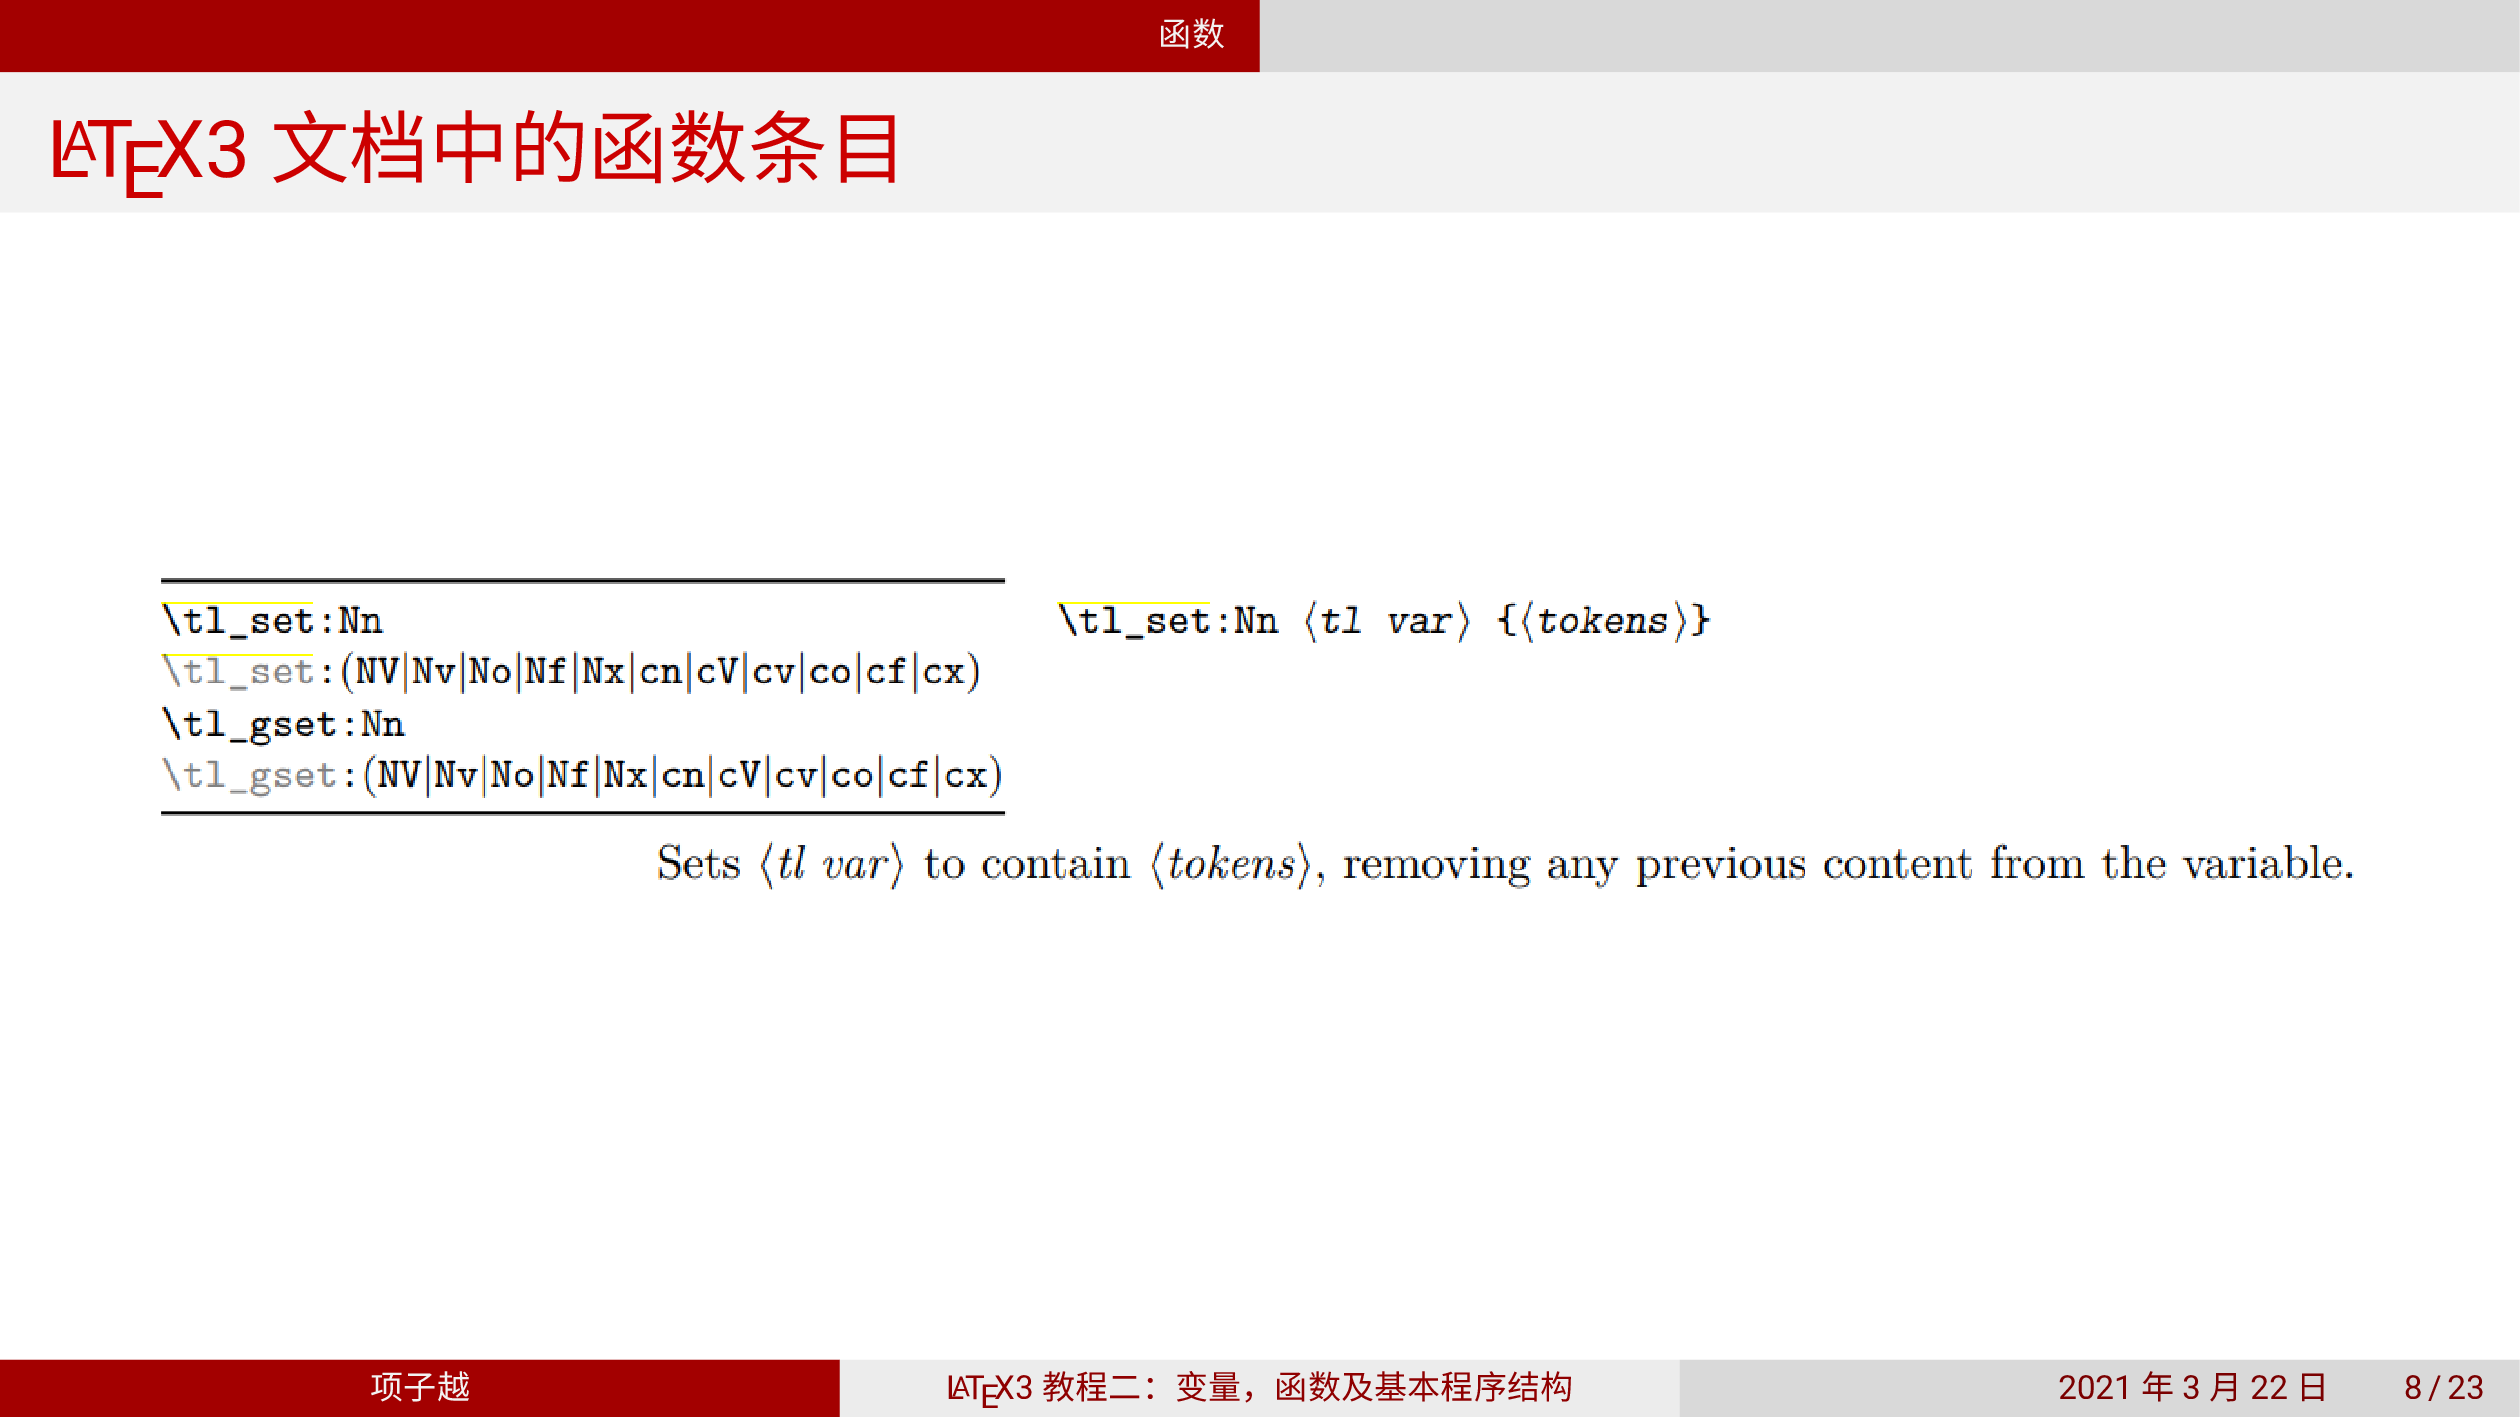 函数
LATEX3 文档中的函数条目
\tl_set:Nn
\tl_set:(NV|Nv|No|Nf|Nx|cn|cV|cv|co|cf|cx)
\tl_gset:Nn
\tl_gset:(NV|Nv|No|Nf|Nx|cn|cV|cv|co|cf|cx)
\tl_set:Nn ⟨tl var⟩ {⟨tokens⟩}
Sets ⟨tl var⟩ to contain ⟨tokens⟩, removing any previous content from the variable.
项子越
LATEX3 教程二：变量，函数及基本程序结构
2021 年 3 月 22 日 8 / 23